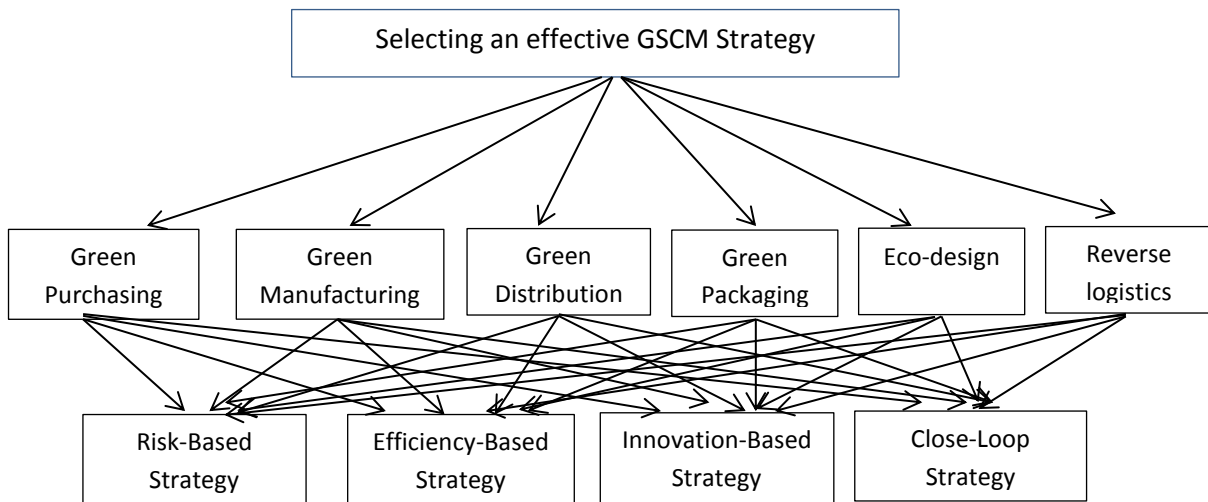 Selecting an effective GSCM Strategy
Green
Purchasing
Green
Manufacturing
Green
Distribution
Green
Packaging
Eco-design
Reverse
logistics
Risk-Based
Strategy
Efficiency-Based
Strategy
Innovation-Based
Strategy
Close-Loop
Strategy